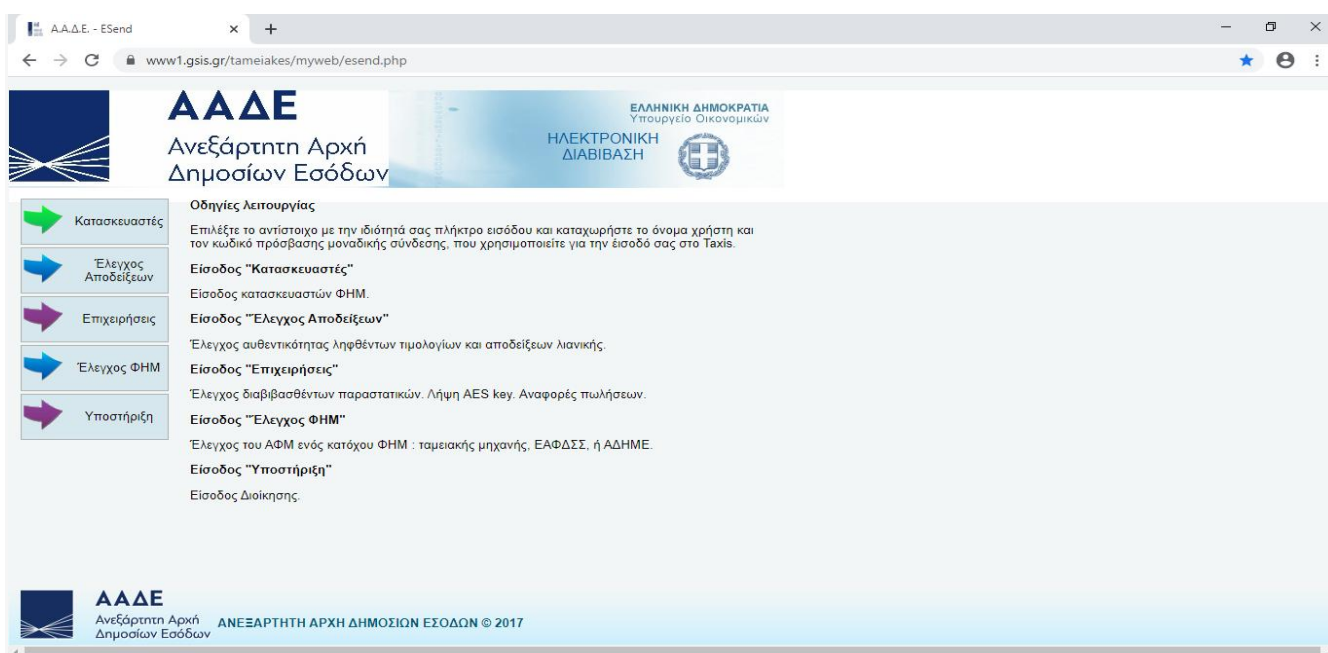 Α.Α.Δ.Ε. - ESend
www1.gsis.gr/tameiakes/myweb/esend.php
ΑΑΔΕ
Ανεξάρτητη Αρχή
Δημοσίων Εσόδων
ΕΛΛΗΝΙΚΗ ΔΗΜΟΚΡΑΤΙΑ
Υπουργείο Οικονομικών
ΗΛΕΚΤΡΟΝΙΚΗ
ΔΙΑΒΙΒΑΣΗ
Κατασκευαστές
Έλεγχος
Αποδείξεων
Επιχειρήσεις
Έλεγχος ΦΗΜ
Υποστήριξη
Οδηγίες λειτουργίας
Επιλέξτε το αντίστοιχο με την ιδιότητά σας πλήκτρο εισόδου και καταχωρήστε το όνομα χρήστη και
τον κωδικό πρόσβασης μοναδικής σύνδεσης, που χρησιμοποιείτε για την έισοδό σας στο Taxis.
Είσοδος "Κατασκευαστές"
Είσοδος κατασκευαστών ΦΗΜ.
Είσοδος "Έλεγχος Αποδείξεων"
Έλεγχος αυθεντικότητας ληφθέντων τιμολογίων και αποδείξεων λιανικής.
Είσοδος "Επιχειρήσεις"
Έλεγχος διαβιβασθέντων παραστατικών. Λήψη AES key. Αναφορές πωλήσεων.
Είσοδος "Έλεγχος ΦΗΜ"
Έλεγχος του ΑΦΜ ενός κατόχου ΦΗΜ : ταμειακής μηχανής, ΕΑΦΔΣΣ, ή ΑΔΗΜΕ.
Είσοδος "Υποστήριξη"
Είσοδος Διοίκησης.
ΑΑΔΕ
Ανεξάρτητη Αρχή
Δημοσίων Εσόδων
ΑΝΕΞΑΡΤΗΤΗ ΑΡΧΗ ΔΗΜΟΣΙΩΝ ΕΣΟΔΩΝ © 2017